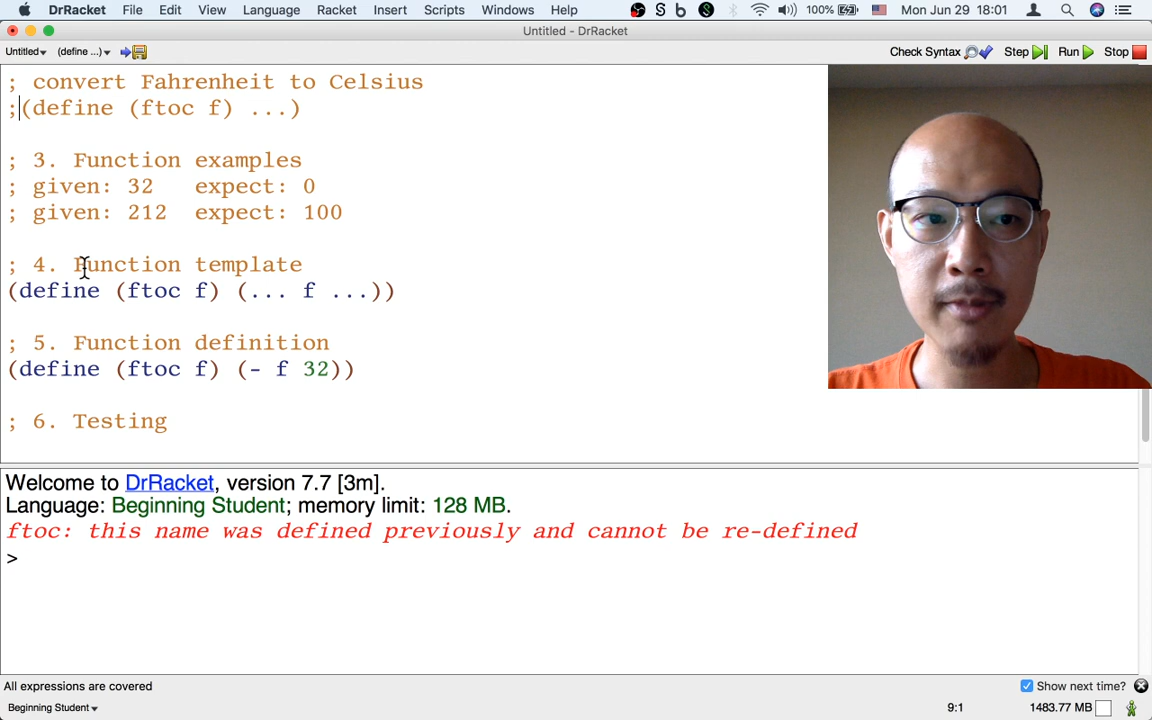 DrRacket File Edit View Language Racket Insert Scripts Windows Help 100% Mon Jun 29 18:01
Untitled - DrRacket
Untitled▾ (define ...)▾ Check Syntax Step Run Stop
; convert Fahrenheit to Celsius
;(define (ftoc f) ...)
; 3. Function examples
; given: 32 expect: 0
; given: 212 expect: 100
; 4. Function template
(define (ftoc f) (... f ...))
; 5. Function definition
(define (ftoc f) (- f 32))
; 6. Testing
Welcome to DrRacket, version 7.7 [3m].
Language: Beginning Student; memory limit: 128 MB.
ftoc: this name was defined previously and cannot be re-defined
>
All expressions are covered Show next time?
Beginning Student▾ 9:1 1483.77 MB